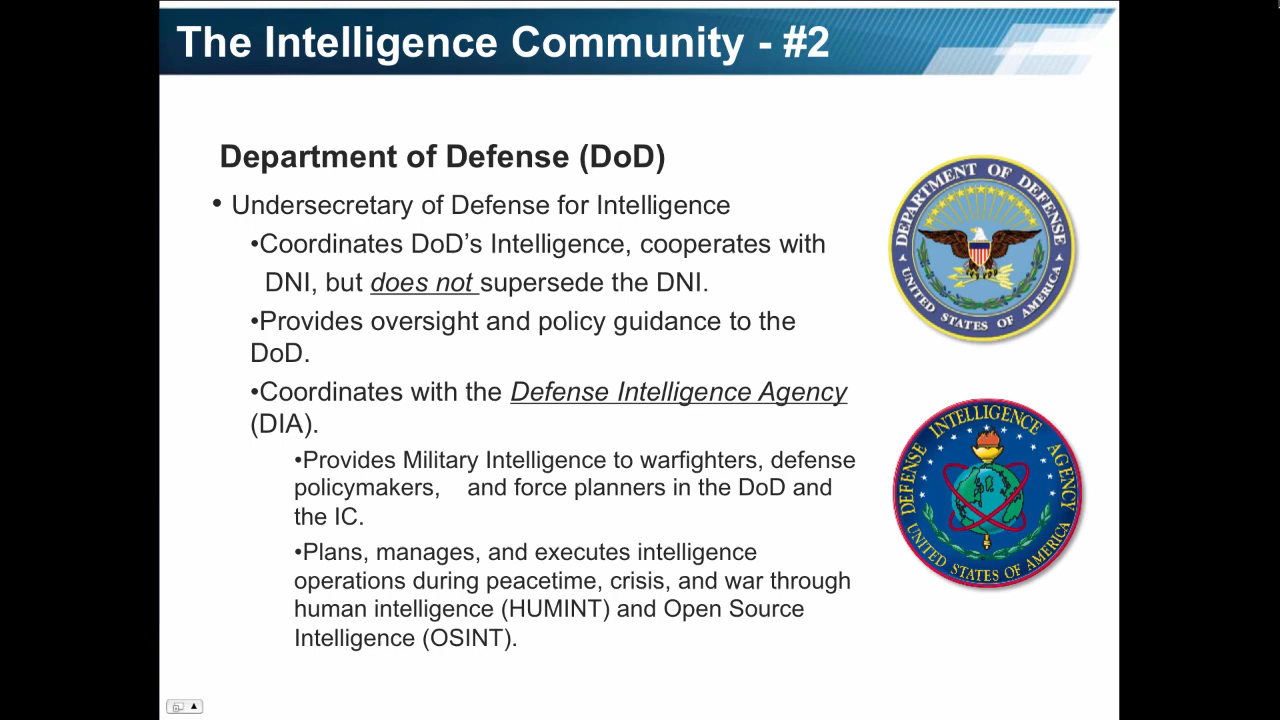 The Intelligence Community - #2
Department of Defense (DoD)
• Undersecretary of Defense for Intelligence
•Coordinates DoD’s Intelligence, cooperates with
DNI, but does not supersede the DNI.
•Provides oversight and policy guidance to the
DoD.
•Coordinates with the Defense Intelligence Agency
(DIA).
•Provides Military Intelligence to warfighters, defense
policymakers, and force planners in the DoD and
the IC.
•Plans, manages, and executes intelligence
operations during peacetime, crisis, and war through
human intelligence (HUMINT) and Open Source
Intelligence (OSINT).
DEPARTMENT OF DEFENSE
UNITED STATES OF AMERICA
DEFENSE INTELLIGENCE AGENCY
UNITED STATES OF AMERICA